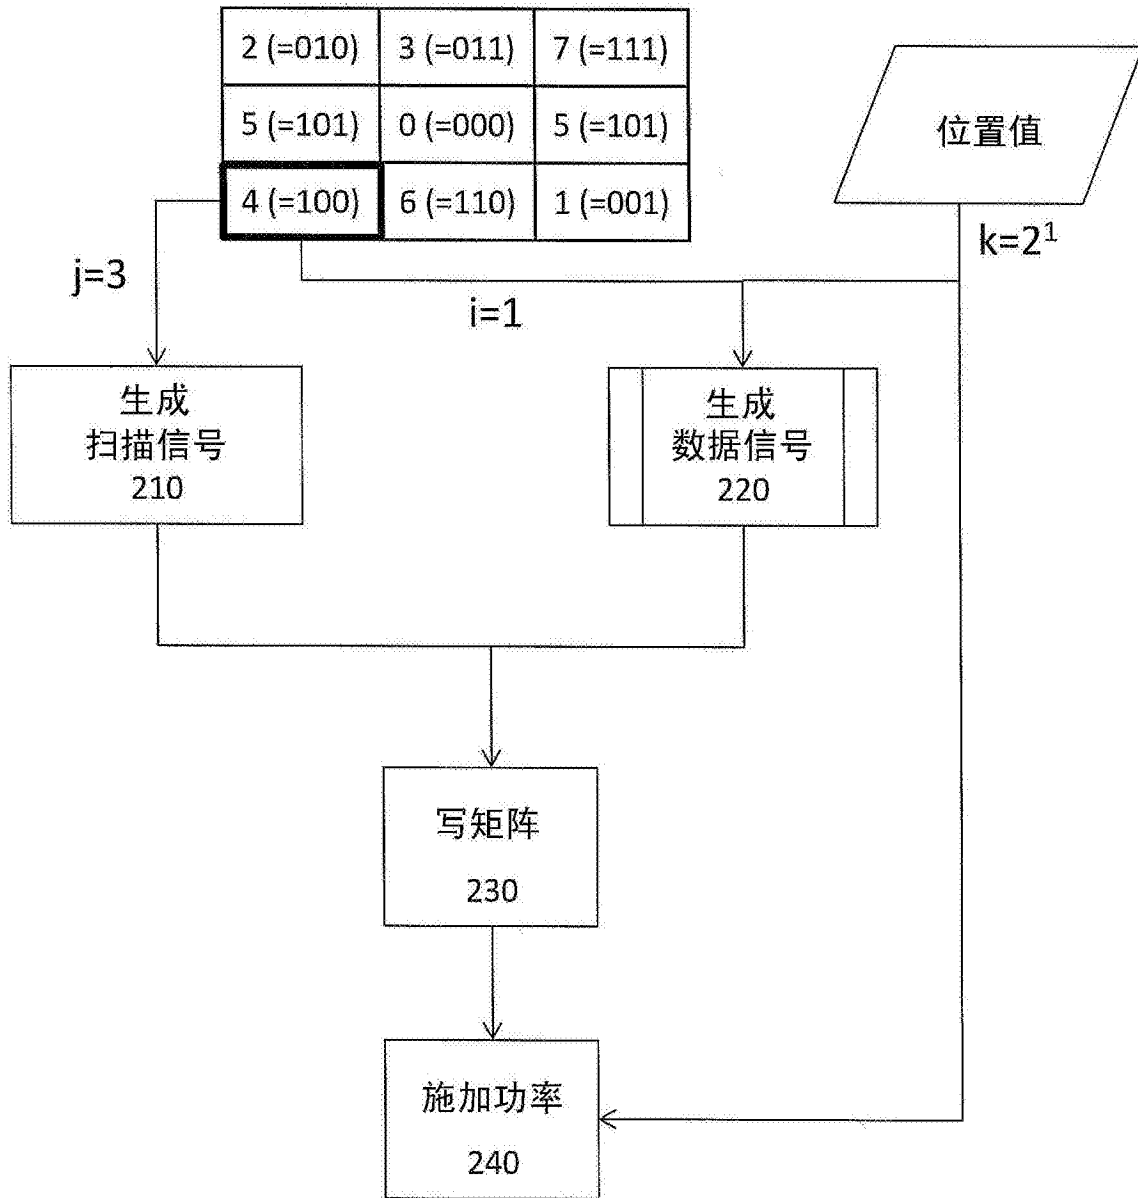 2 (=010) 3 (=011) 7 (=111)
5 (=101) 0 (=000) 5 (=101)
4 (=100) 6 (=110) 1 (=001)
位置值
k=2¹
j=3
i=1
生成
扫描信号
210
生成
数据信号
220
写矩阵
230
施加功率
240